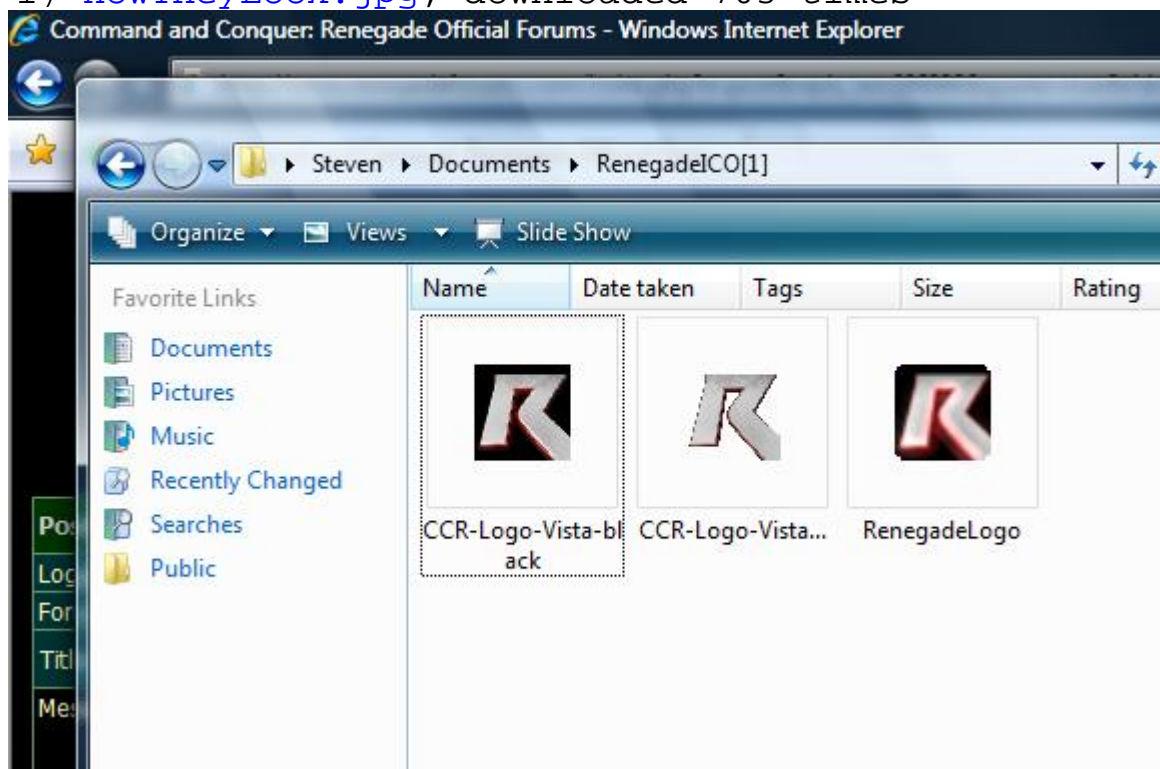 Command and Conquer: Renegade Official Forums - Windows Internet Explorer
Steven Documents RenegadeICO[1]
Organize Views Slide Show
Favorite Links
Name Date taken Tags Size Rating
Documents
Pictures
Music
Recently Changed
Searches
Public
CCR-Logo-Vista-bl
ack
CCR-Logo-Vista...
RenegadeLogo
Pos
Log
For
Titl
Mes